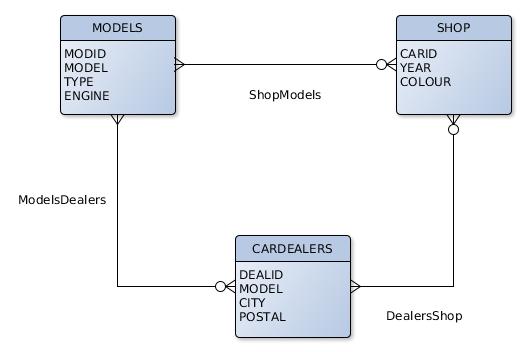 MODELS
MODID
MODEL
TYPE
ENGINE
SHOP
CARID
YEAR
COLOUR
ShopModels
ModelsDealers
CARDEALERS
DEALID
MODEL
CITY
POSTAL
DealersShop